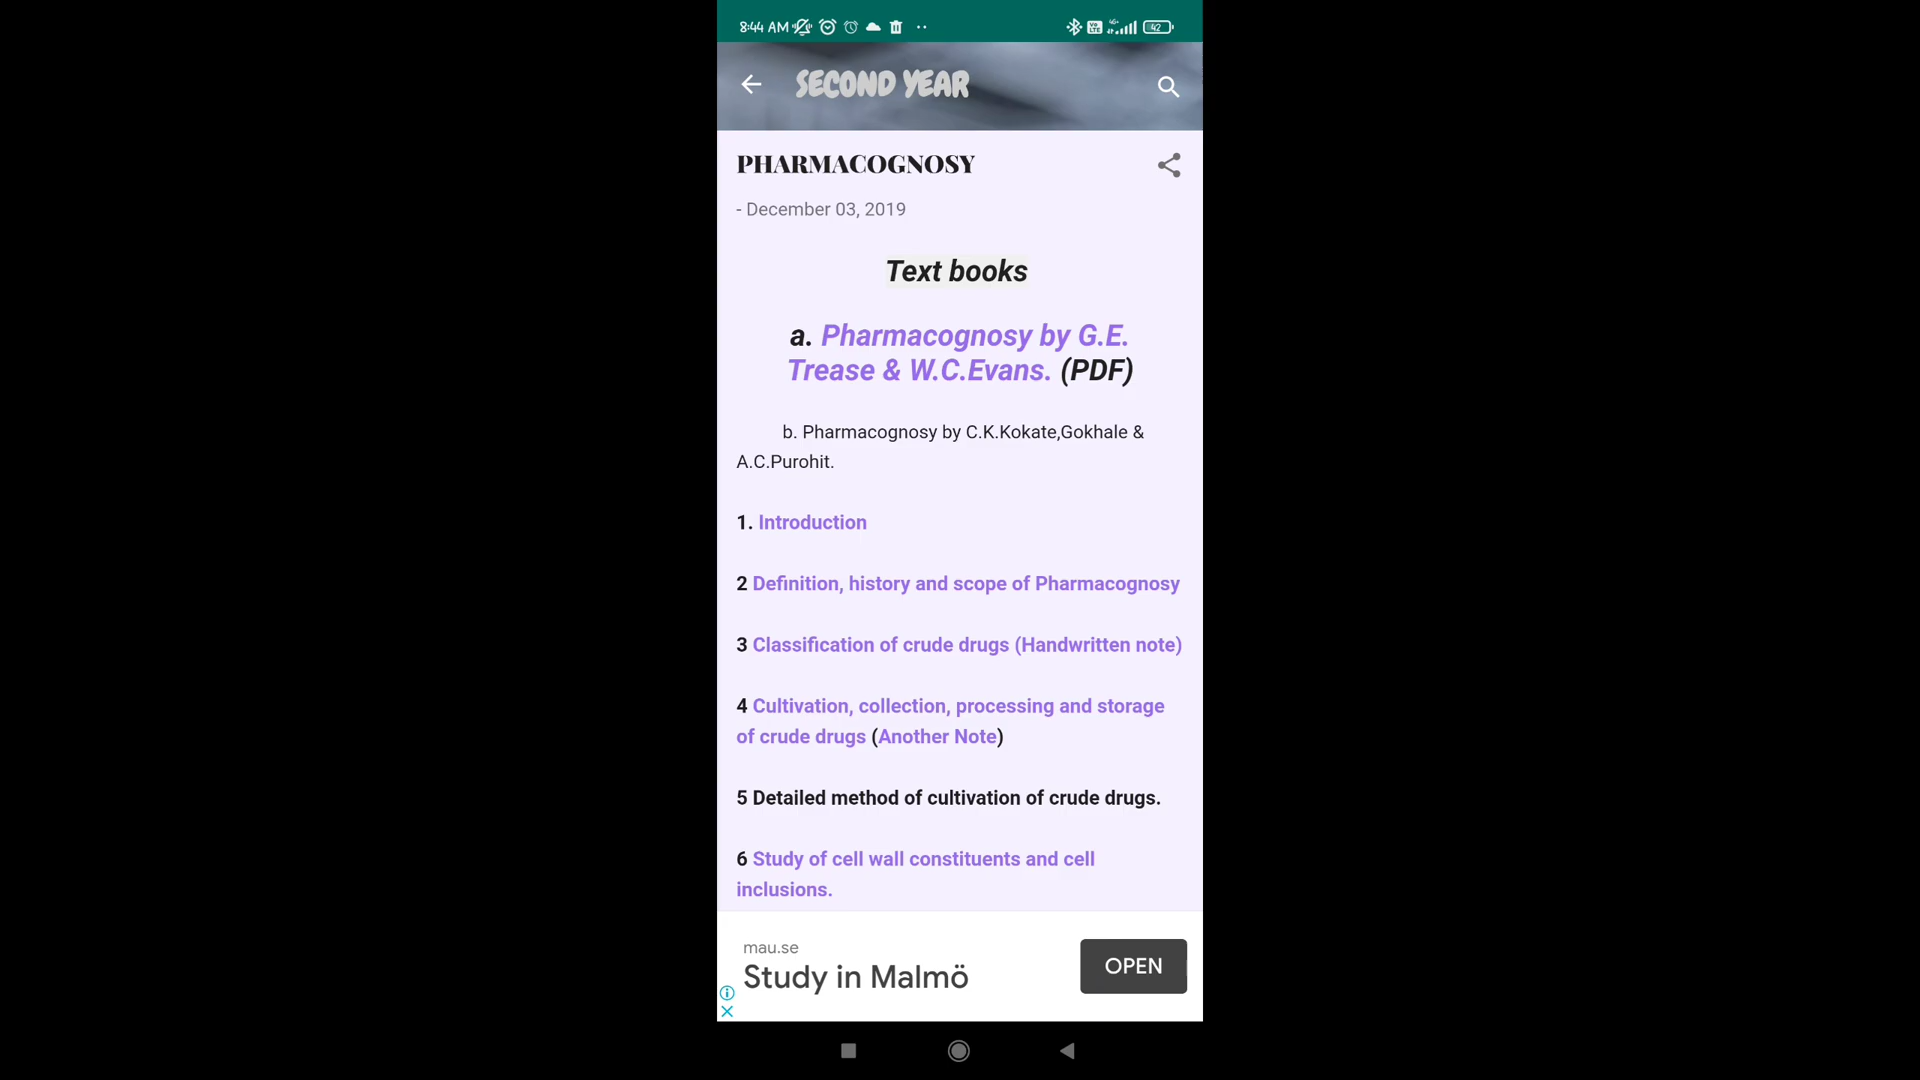 8:44 AM
42
SECOND YEAR
PHARMACOGNOSY
- December 03, 2019
Text books
a. Pharmacognosy by G.E.
Trease & W.C.Evans. (PDF)
b. Pharmacognosy by C.K.Kokate,Gokhale &
A.C.Purohit.
1. Introduction
2 Definition, history and scope of Pharmacognosy
3 Classification of crude drugs (Handwritten note)
4 Cultivation, collection, processing and storage
of crude drugs (Another Note)
5 Detailed method of cultivation of crude drugs.
6 Study of cell wall constituents and cell
inclusions.
mau.se
Study in Malmö
OPEN